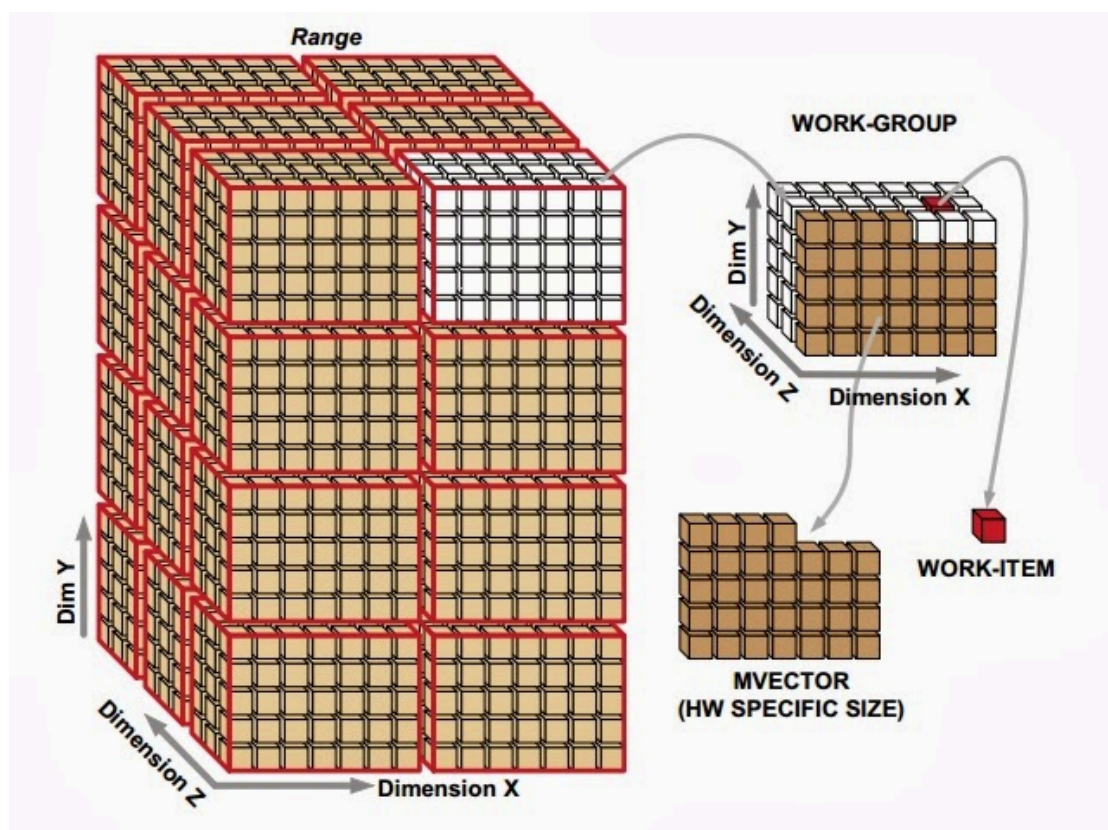 Range
WORK-GROUP
Dim Y
Dimension Z
Dimension X
WORK-ITEM
MVECTOR
(HW SPECIFIC SIZE)
Dim Y
Dimension Z
Dimension X